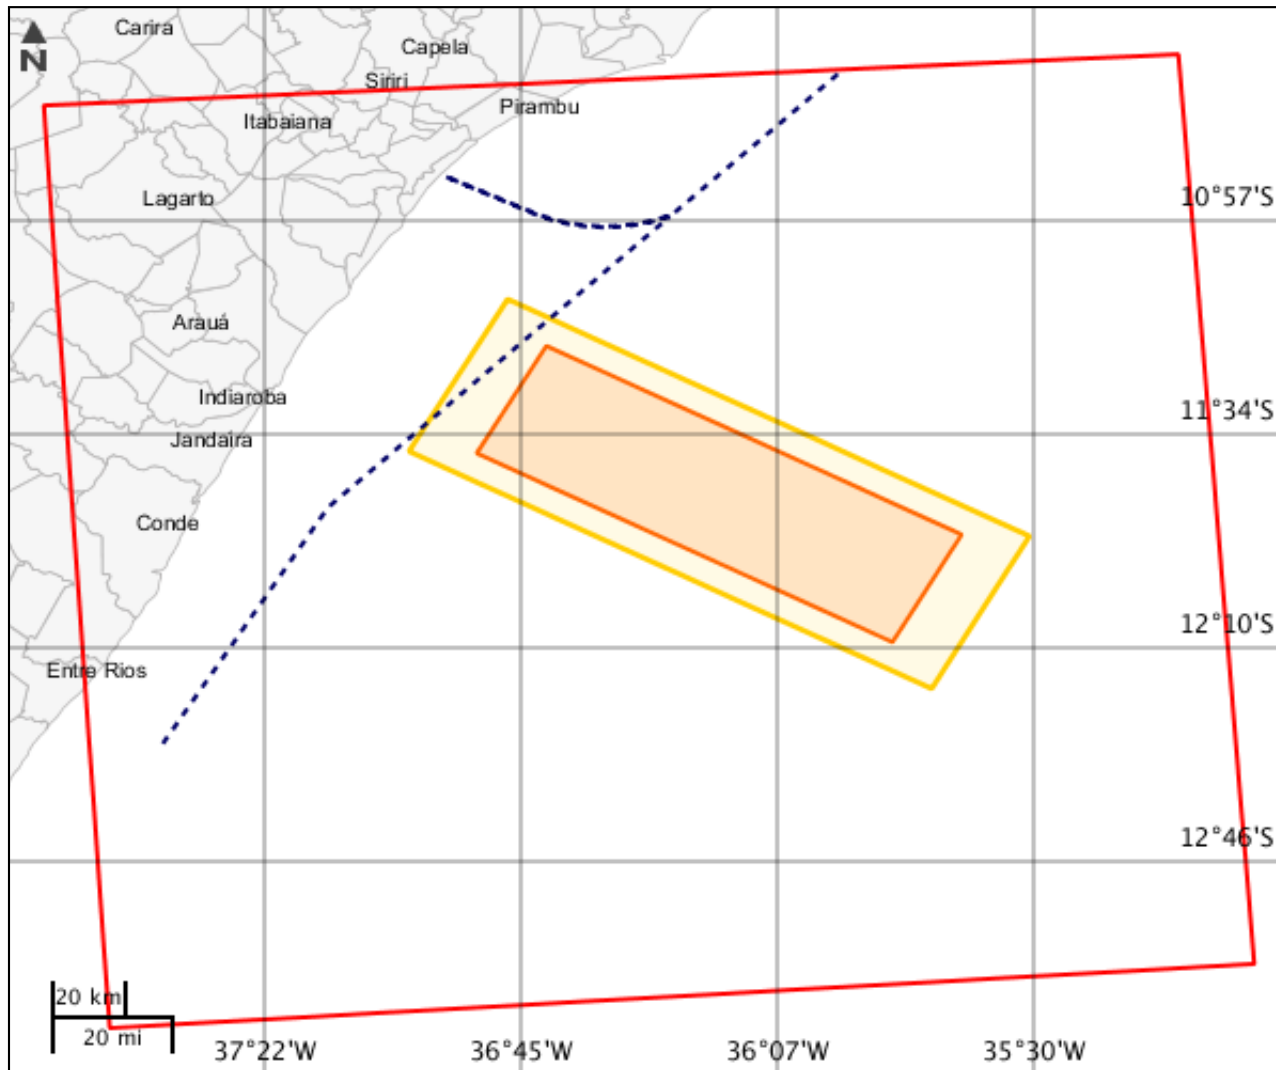 Carira
Capela
N
Siriri
Pirambu
Itabaiana
Lagarto
10°57'S
Arauá
Indiaroba
11°34'S
Jandaira
Conde
12°10'S
Entre Rios
12°46'S
20 km
20 mi
37°22'W
36°45'W
36°07'W
35°30'W